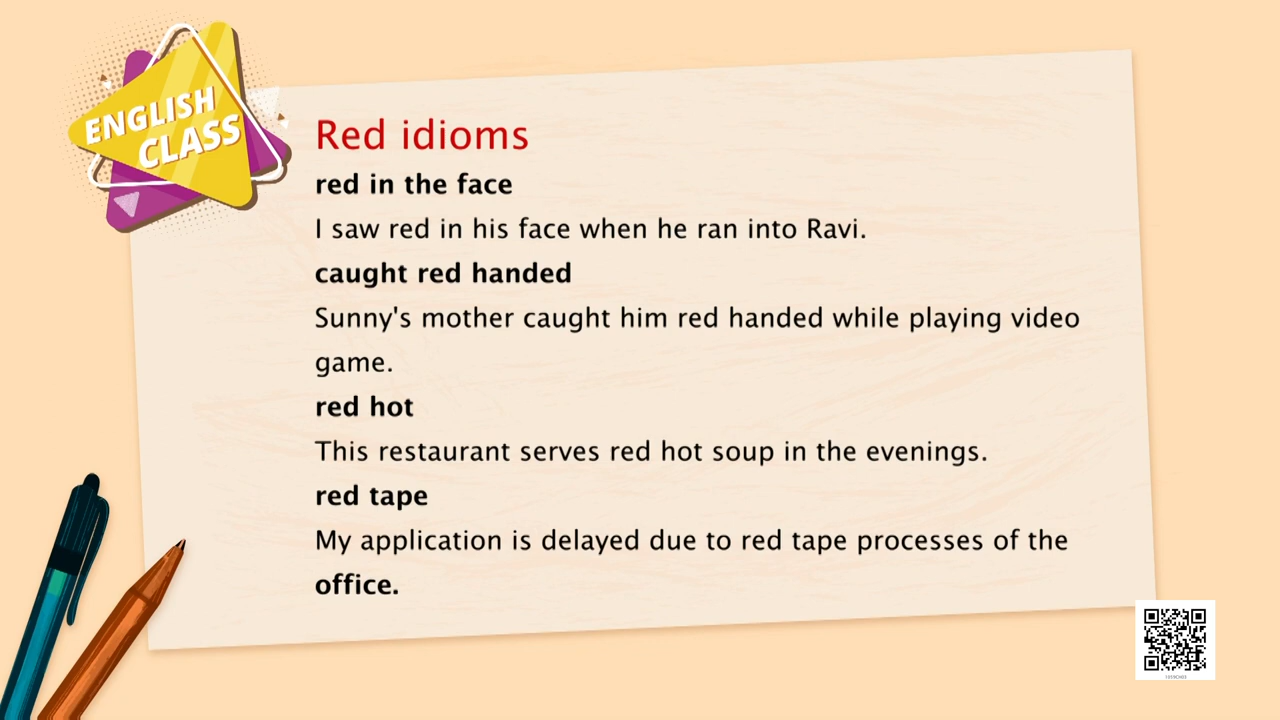 ENGLISH
CLASS
Red idioms
red in the face
I saw red in his face when he ran into Ravi.
caught red handed
Sunny's mother caught him red handed while playing video
game.
red hot
This restaurant serves red hot soup in the evenings.
red tape
My application is delayed due to red tape processes of the
office.